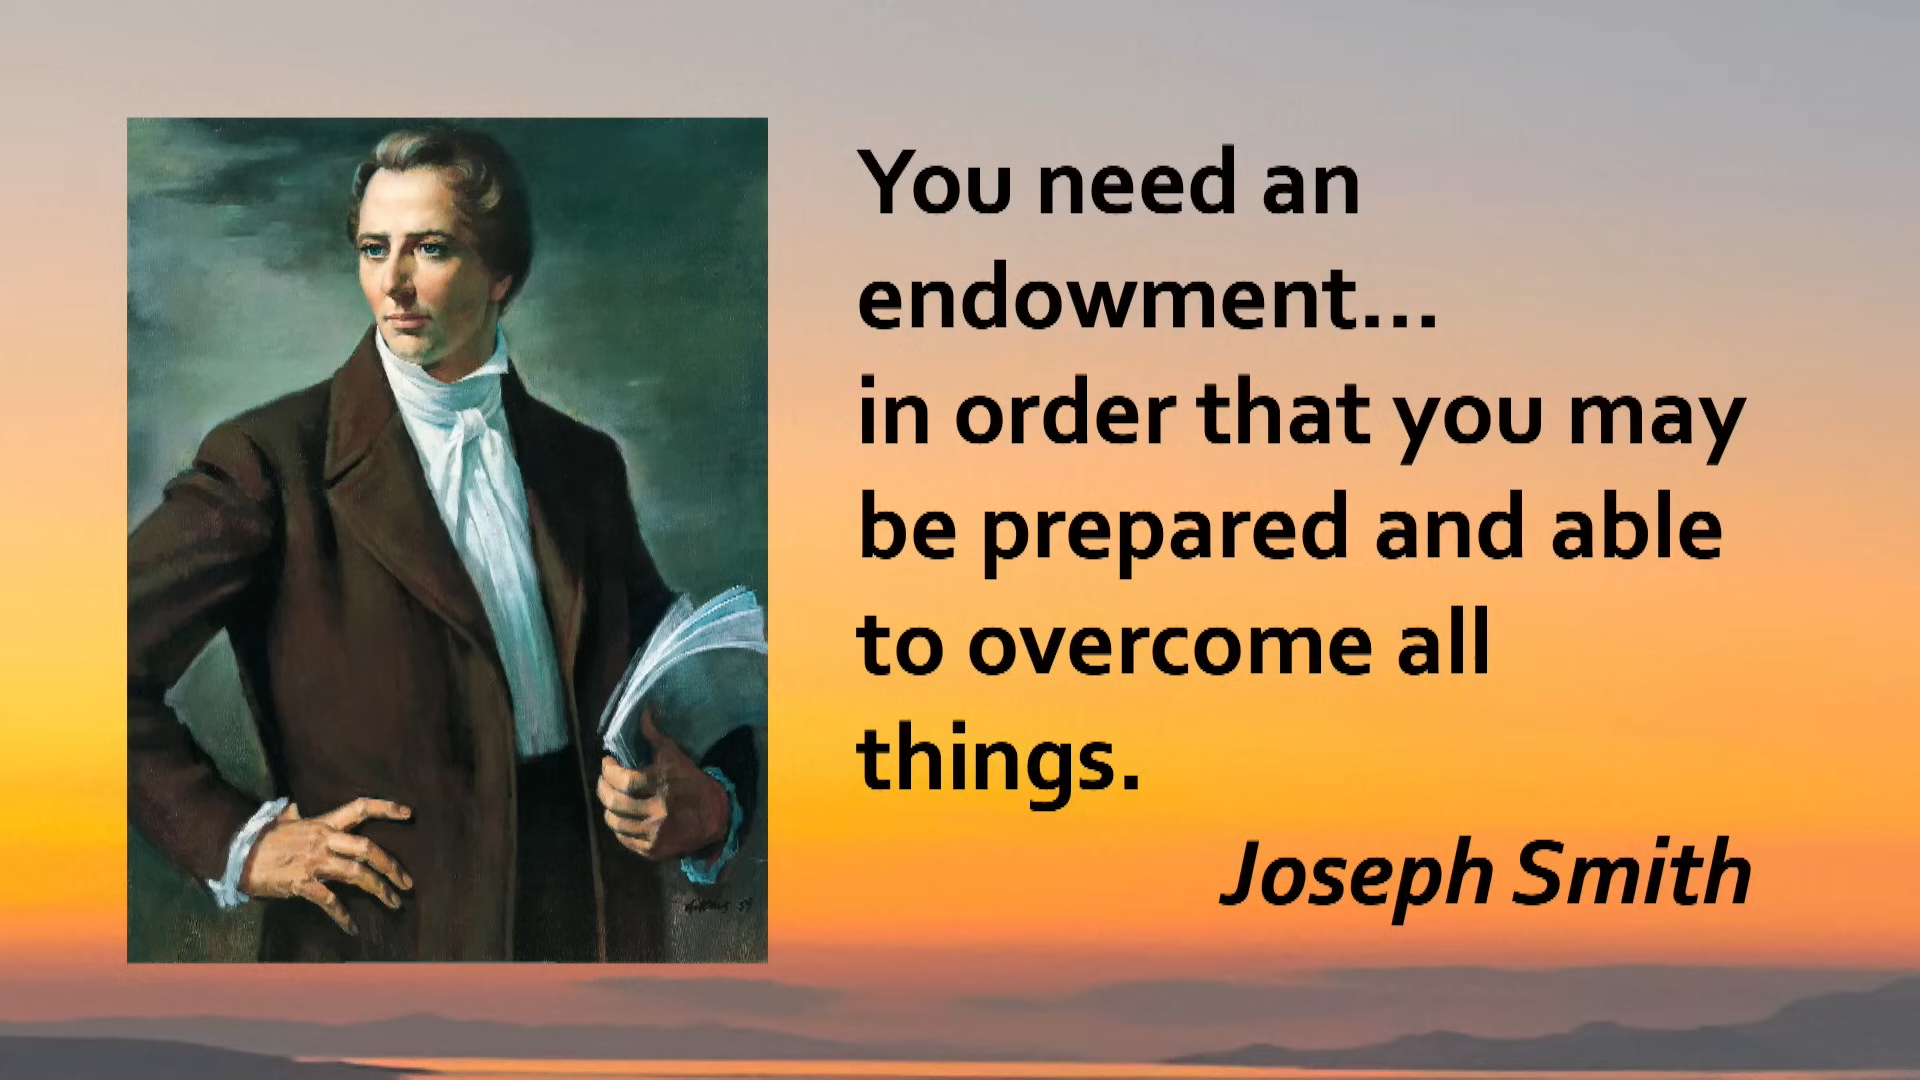 You need an
endowment...
in order that you may
be prepared and able
to overcome all
things.
Joseph Smith